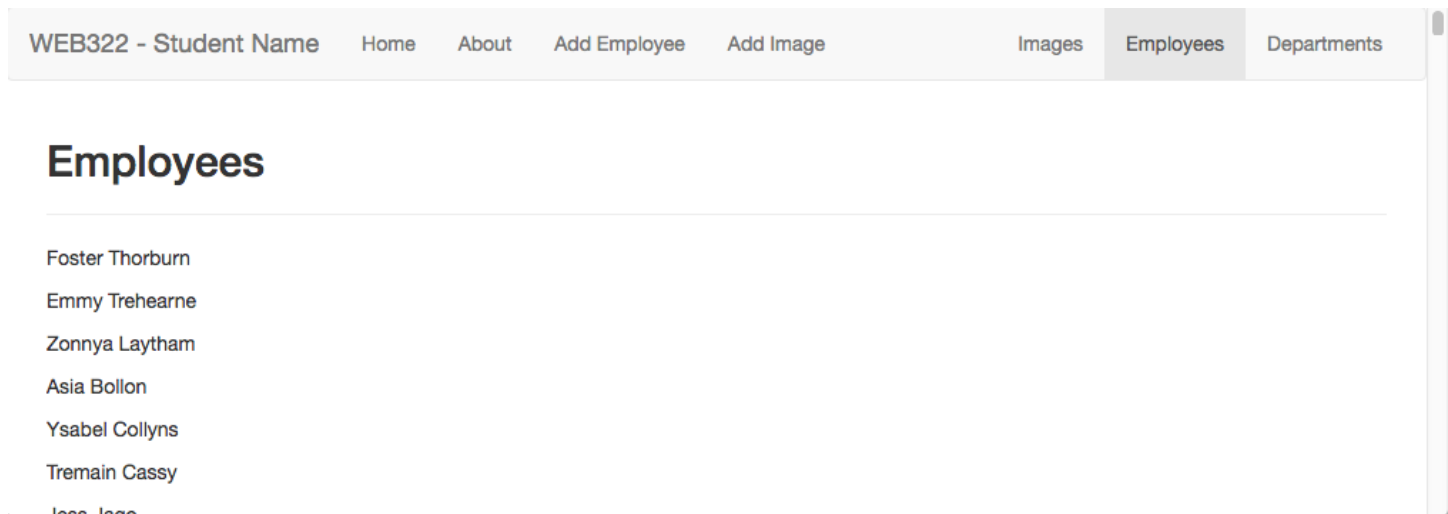 WEB322 - Student Name Home About Add Employee Add Image Images Employees Departments
Employees
Foster Thorburn
Emmy Trehearne
Zonnya Laytham
Asia Bollon
Ysabel Collyns
Tremain Cassy